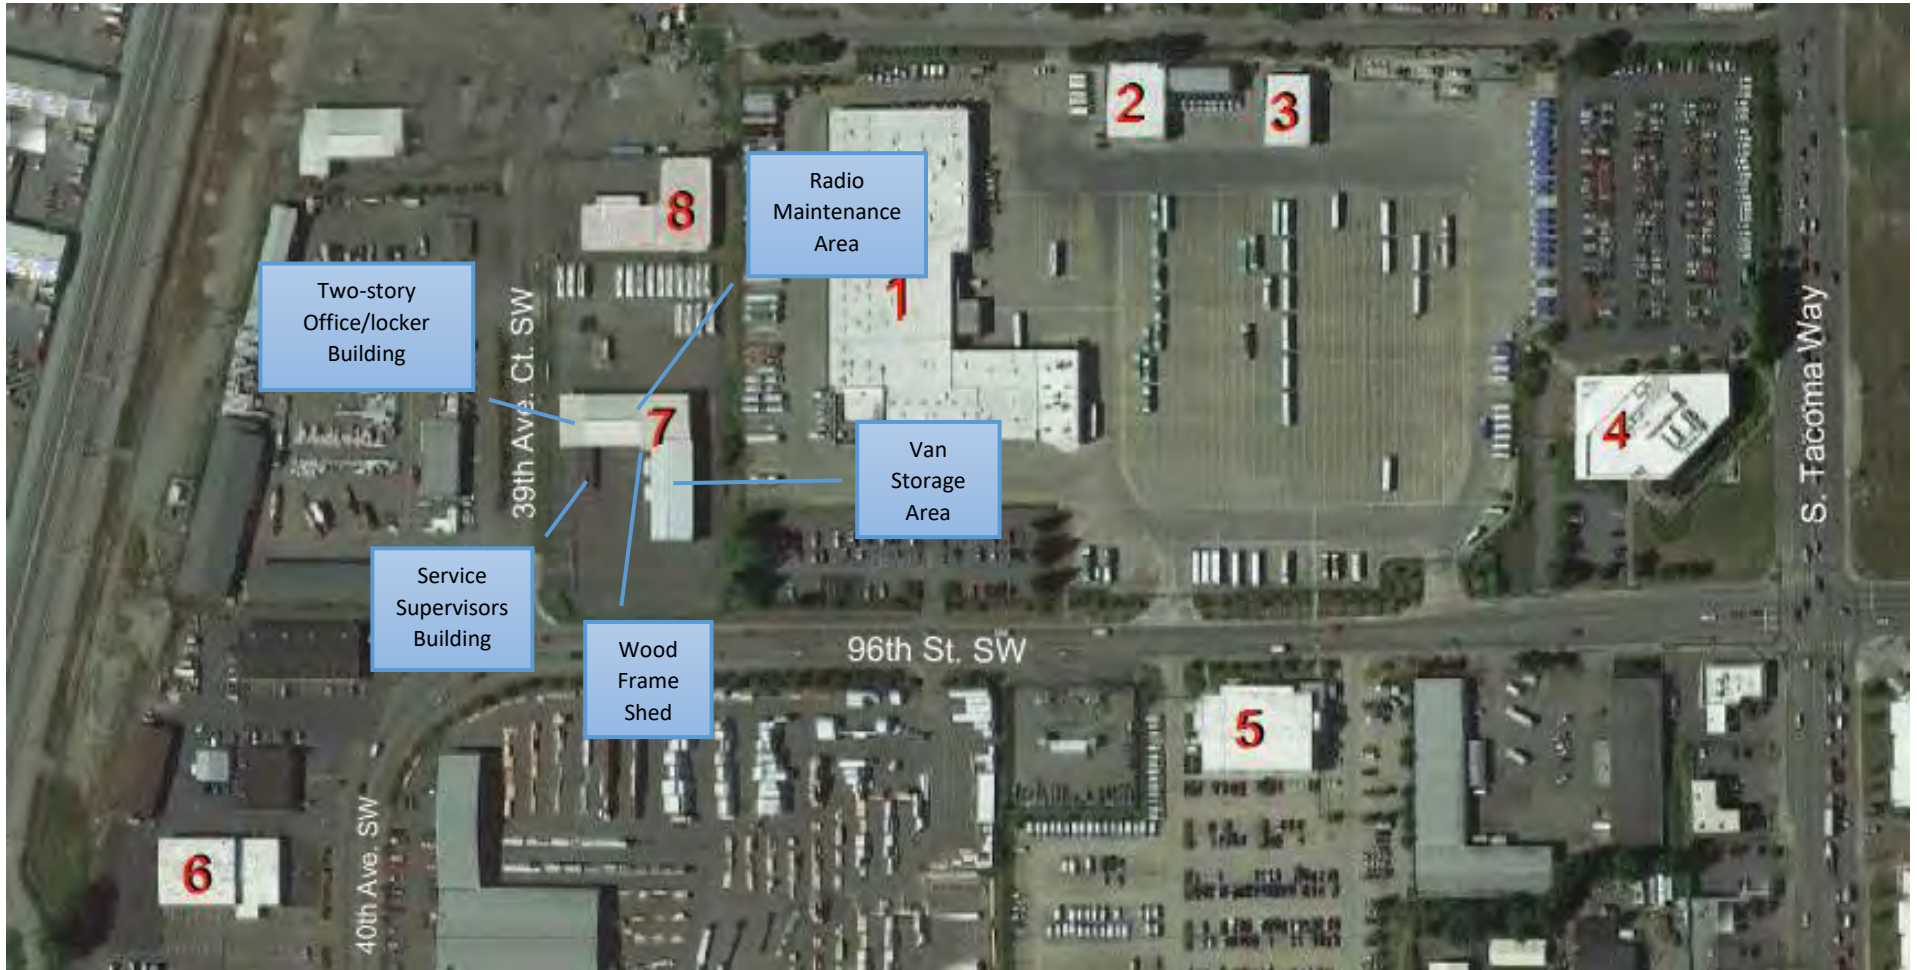 2
3
8
Radio
Maintenance
Area
1
Two-story
Office/locker
Building
39th Ave. Ct. SW
S. Tacoma Way
7
4
Van
Storage
Area
Service
Supervisors
Building
Wood
Frame
Shed
96th St. SW
5
6
40th Ave. SW